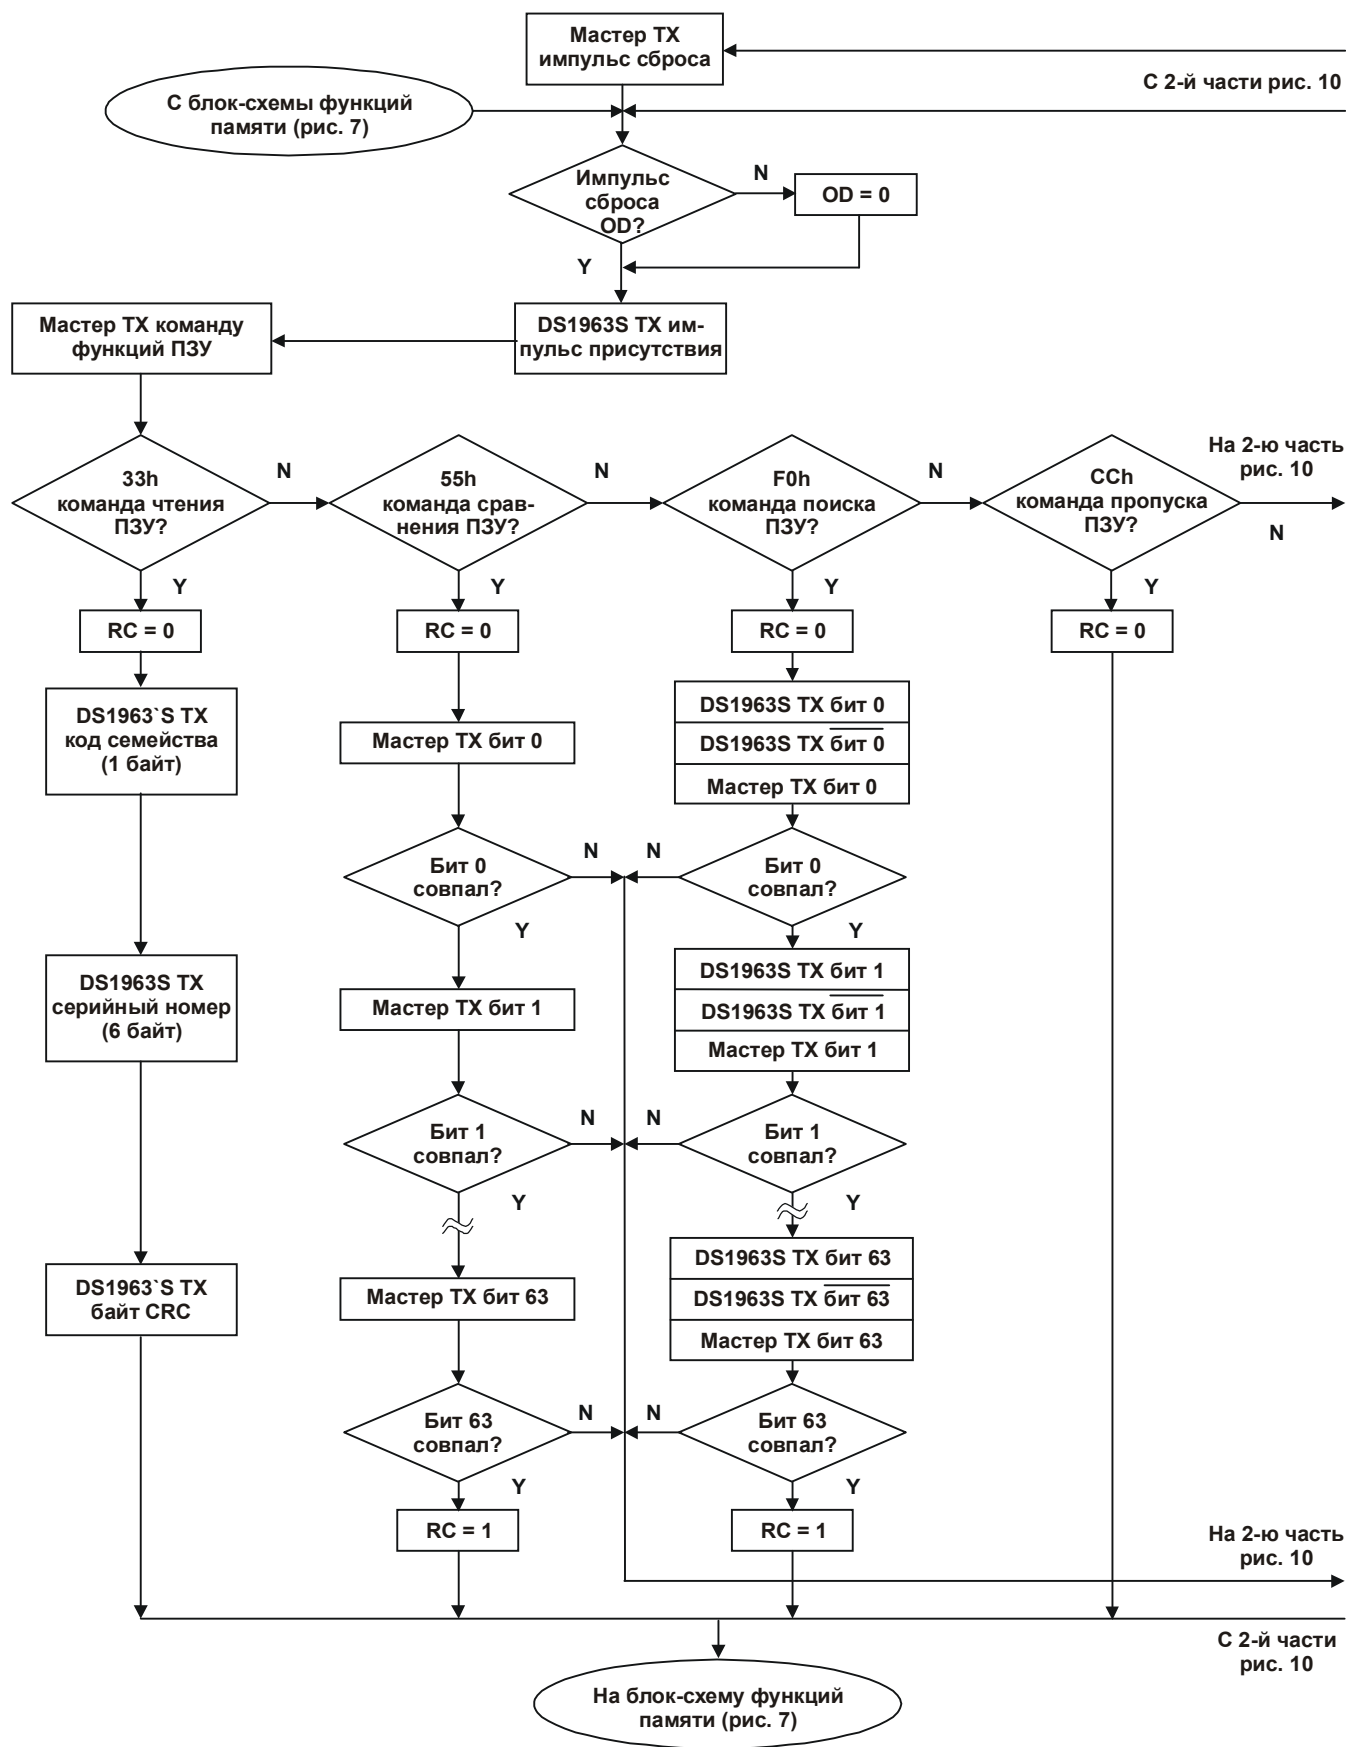 Мастер TX
импульс сброса
С 2-й части рис. 10
С блок-схемы функций
памяти (рис. 7)
Импульс
сброса
OD?
N
OD = 0
Y
Мастер TX команду
функций ПЗУ
DS1963S TX им-
пульс присутствия
33h
команда чтения
ПЗУ?
N
55h
команда срав-
нения ПЗУ?
N
F0h
команда поиска
ПЗУ?
N
CCh
команда пропуска
ПЗУ?
На 2-ю часть
рис. 10
N
Y
Y
Y
Y
RC = 0
RC = 0
RC = 0
RC = 0
DS1963`S TX
код семейства
(1 байт)
Мастер TX бит 0
DS1963S TX бит 0
DS1963S TX бит 0
Мастер TX бит 0
Бит 0
совпал?
N
N
Бит 0
совпал?
Y
Y
DS1963S TX
серийный номер
(6 байт)
Мастер TX бит 1
DS1963S TX бит 1
DS1963S TX бит 1
Мастер TX бит 1
Бит 1
совпал?
N
N
Бит 1
совпал?
Y
Y
DS1963`S TX
байт CRC
Мастер TX бит 63
DS1963S TX бит 63
DS1963S TX бит 63
Мастер TX бит 63
Бит 63
совпал?
N
N
Бит 63
совпал?
Y
Y
RC = 1
RC = 1
На 2-ю часть
рис. 10
С 2-й части
рис. 10
На блок-схему функций
памяти (рис. 7)